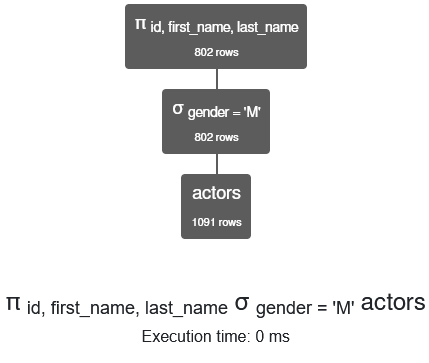 π id, first_name, last_name
802 rows
σ gender = 'M'
802 rows
actors
1091 rows
π id, first_name, last_name σ gender = 'M' actors
Execution time: 0 ms